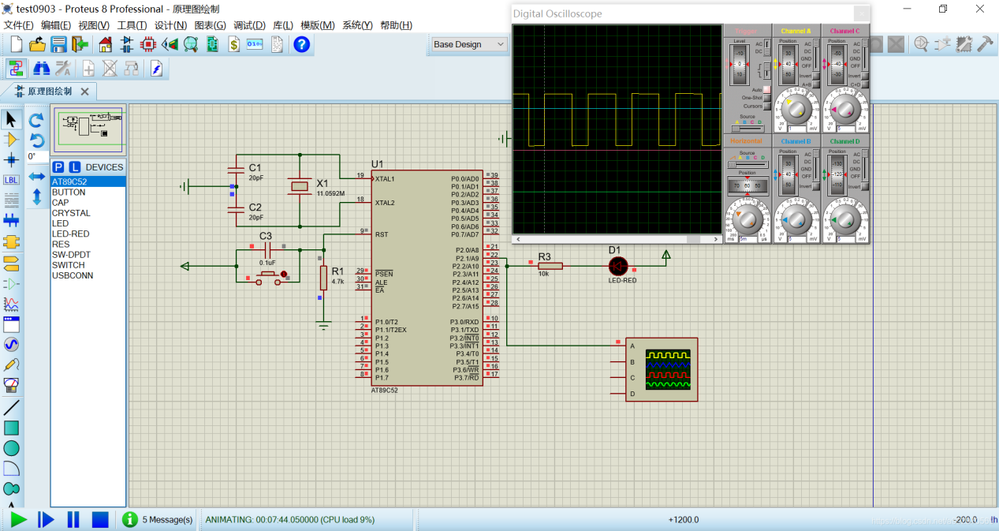 test0903 - Proteus 8 Professional - 原理图绘制
文件(F) 编辑(E) 视图(V) 工具(T) 设计(N) 图表(G) 调试(D) 库(L) 模版(M) 系统(Y) 帮助(H)
Base Design
原理图绘制
0°
LBL
P L DEVICES
AT89C52
BUTTON
CAP
CRYSTAL
LED
LED-RED
RES
SW-DPDT
SWITCH
USBCONN
C1
20pF
C2
20pF
X1
11.0592M
C3
0.1uF
R1
4.7k
U1
19 XTAL1
18 XTAL2
9 RST
29 PSEN
30 ALE
31 EA
1 P1.0/T2
2 P1.1/T2EX
3 P1.2
4 P1.3
5 P1.4
6 P1.5
7 P1.6
8 P1.7
P0.0/AD0 39
P0.1/AD1 38
P0.2/AD2 37
P0.3/AD3 36
P0.4/AD4 35
P0.5/AD5 34
P0.6/AD6 33
P0.7/AD7 32
P2.0/A8 21
P2.1/A9 22
P2.2/A10 23
P2.3/A11 24
P2.4/A12 25
P2.5/A13 26
P2.6/A14 27
P2.7/A15 28
P3.0/RXD 10
P3.1/TXD 11
P3.2/INT0 12
P3.3/INT1 13
P3.4/T0 14
P3.5/T1 15
P3.6/WR 16
P3.7/RD 17
AT89C52
R3
10k
D1
LED-RED
A
B
C
D
Digital Oscilloscope
Trigger
Level
AC
DC
Auto
One-Shot
Cursors
Source
A B C D
Channel A
Position
AC
DC
GND
OFF
Invert
A+B
V 1 mV
Channel C
Position
AC
DC
GND
OFF
Invert
C+D
V 5 mV
Horizontal
Source
A B C D
Position
70 60 50
ms 5m µs
Channel B
Position
AC
DC
GND
OFF
Invert
V 5 mV
Channel D
Position
AC
DC
GND
OFF
Invert
V 5 mV
5 Message(s)
ANIMATING: 00:07:44.050000 (CPU load 9%)
+1200.0
-200.0
th